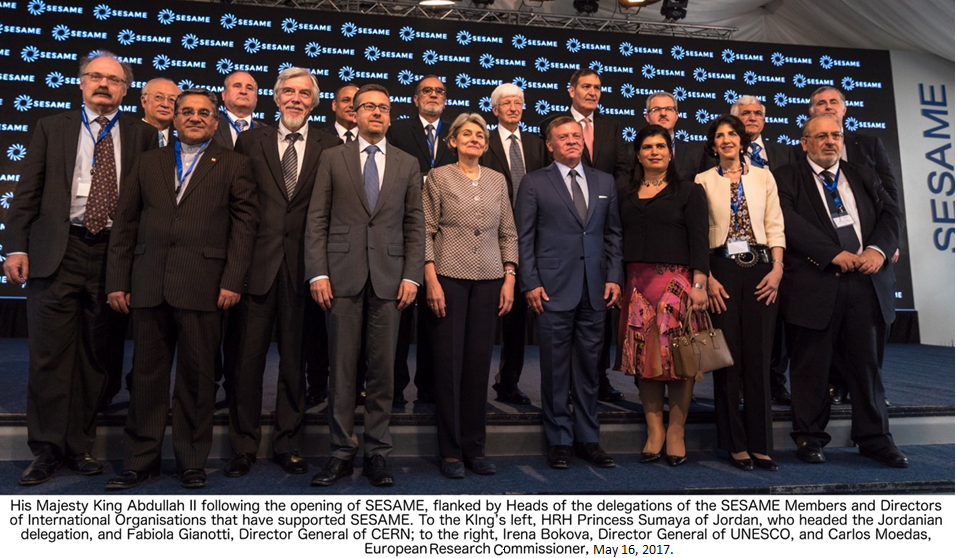 SESAME
SESAME
His Majesty King Abdullah II following the opening of SESAME, flanked by Heads of the delegations of the SESAME Members and Directors
of International Organisations that have supported SESAME. To the KIng's left, HRH Princess Sumaya of Jordan, who headed the Jordanian
delegation, and Fabiola Gianotti, Director General of CERN; to the right, Irena Bokova, Director General of UNESCO, and Carlos Moedas,
European Research Commissioner, May 16, 2017.